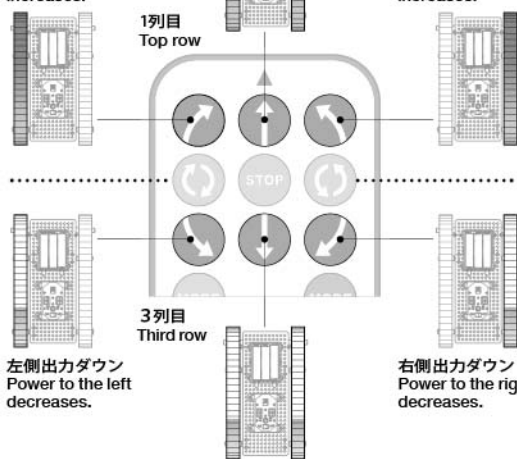 increases.
increases.
1列目
Top row
STOP
3列目
Third row
左側出力ダウン
Power to the left
decreases.
右側出力ダウン
Power to the rig
decreases.